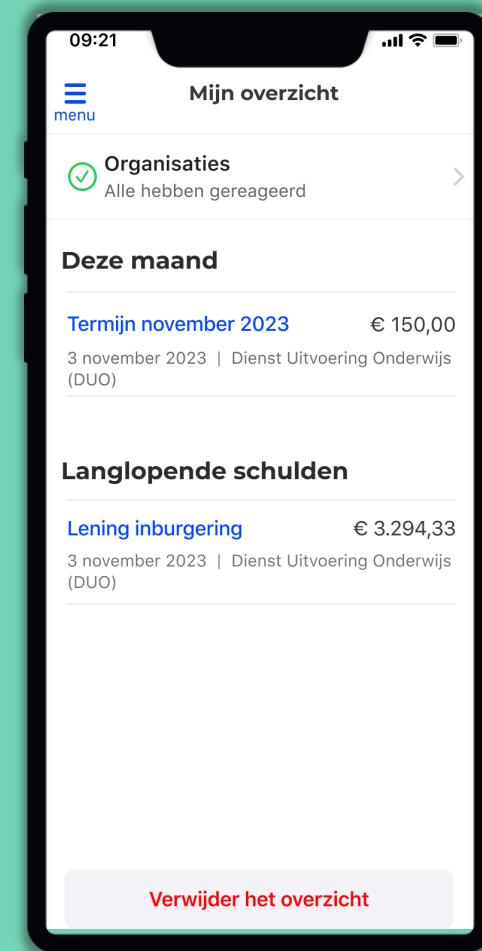 09:21
menu
Mijn overzicht
Organisaties
Alle hebben gereageerd
Deze maand
Termijn november 2023 € 150,00
3 november 2023 | Dienst Uitvoering Onderwijs
(DUO)
Langlopende schulden
Lening inburgering € 3.294,33
3 november 2023 | Dienst Uitvoering Onderwijs
(DUO)
Verwijder het overzicht